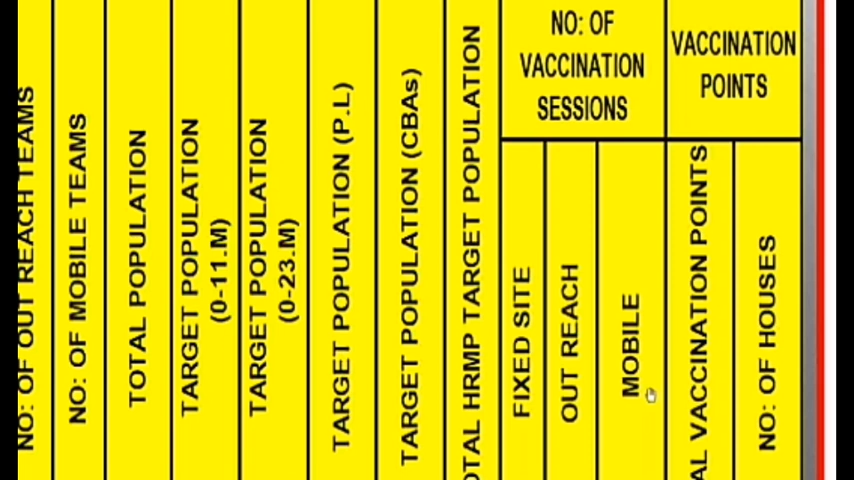 NO: OF OUT REACH TEAMS
NO: OF MOBILE TEAMS
TOTAL POPULATION
TARGET POPULATION
(0-11.M)
TARGET POPULATION
(0-23.M)
TARGET POPULATION (P.L)
TARGET POPULATION (CBAs)
OTAL HRMP TARGET POPULATION
NO: OF
VACCINATION
SESSIONS
FIXED SITE
OUT REACH
MOBILE
VACCINATION
POINTS
AL VACCINATION POINTS
NO: OF HOUSES